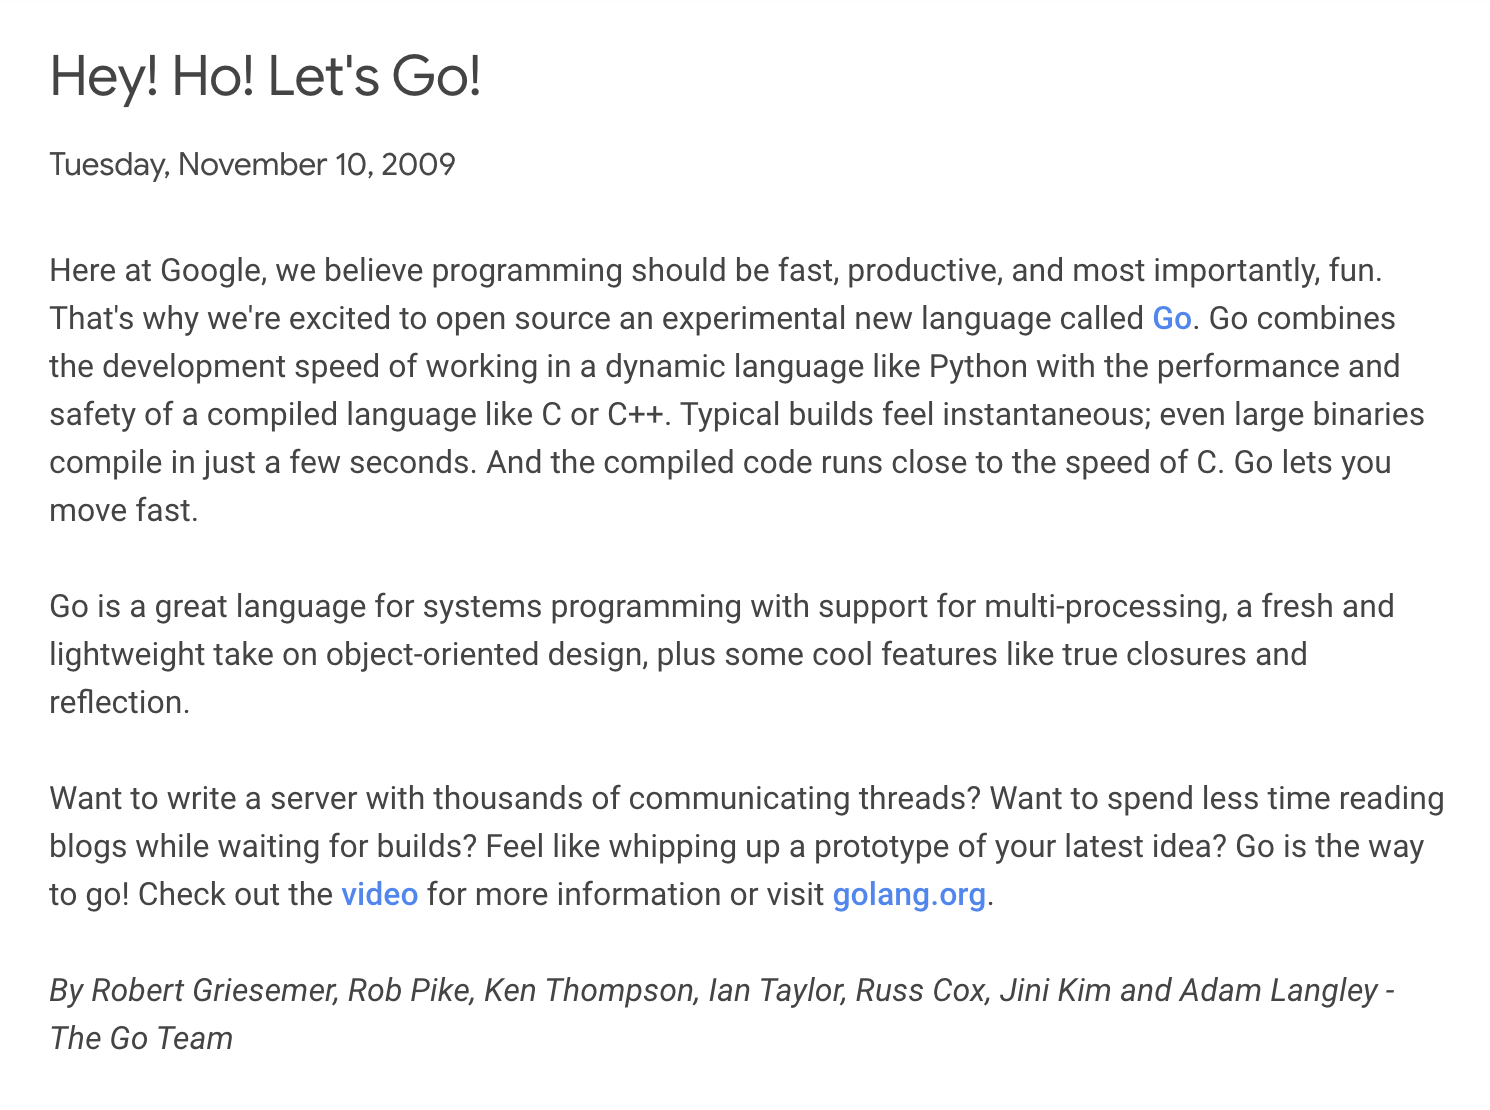 Hey! Ho! Let's Go!
Tuesday, November 10, 2009
Here at Google, we believe programming should be fast, productive, and most importantly, fun.
That's why we're excited to open source an experimental new language called Go. Go combines
the development speed of working in a dynamic language like Python with the performance and
safety of a compiled language like C or C++. Typical builds feel instantaneous; even large binaries
compile in just a few seconds. And the compiled code runs close to the speed of C. Go lets you
move fast.
Go is a great language for systems programming with support for multi-processing, a fresh and
lightweight take on object-oriented design, plus some cool features like true closures and
reflection.
Want to write a server with thousands of communicating threads? Want to spend less time reading
blogs while waiting for builds? Feel like whipping up a prototype of your latest idea? Go is the way
to go! Check out the video for more information or visit golang.org.
By Robert Griesemer, Rob Pike, Ken Thompson, Ian Taylor, Russ Cox, Jini Kim and Adam Langley -
The Go Team